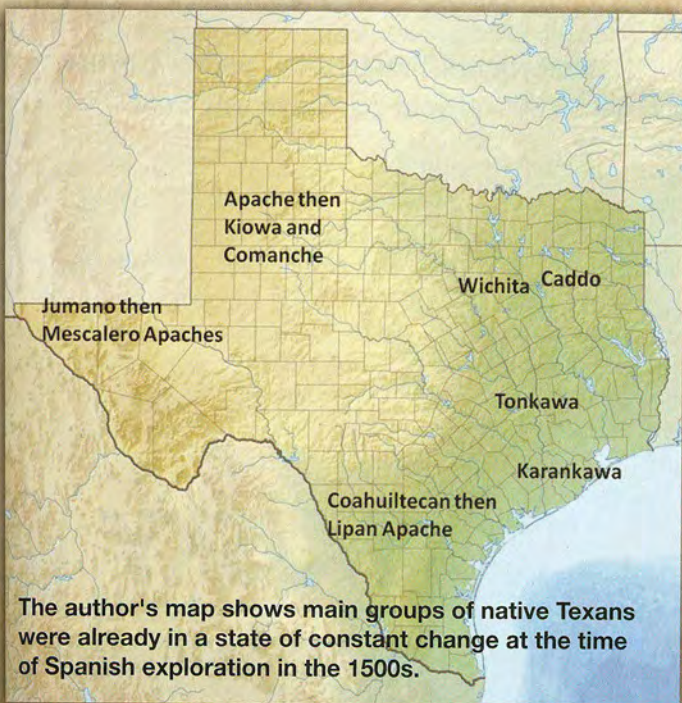 Apache then
Kiowa and
Comanche
Wichita
Caddo
Jumano then
Mescalero Apaches
Tonkawa
Karankawa
Coahuiltecan then
Lipan Apache
The author's map shows main groups of native Texans
were already in a state of constant change at the time
of Spanish exploration in the 1500s.